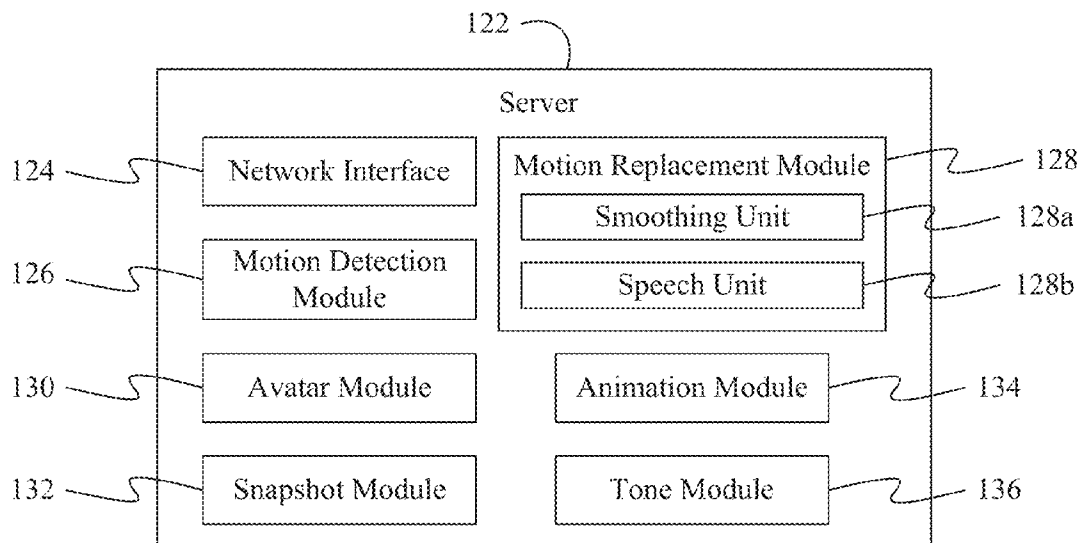 122
Server
124
Network Interface
Motion Replacement Module
128
Smoothing Unit
128a
126
Motion Detection
Module
Speech Unit
128b
130
Avatar Module
Animation Module
134
132
Snapshot Module
Tone Module
136